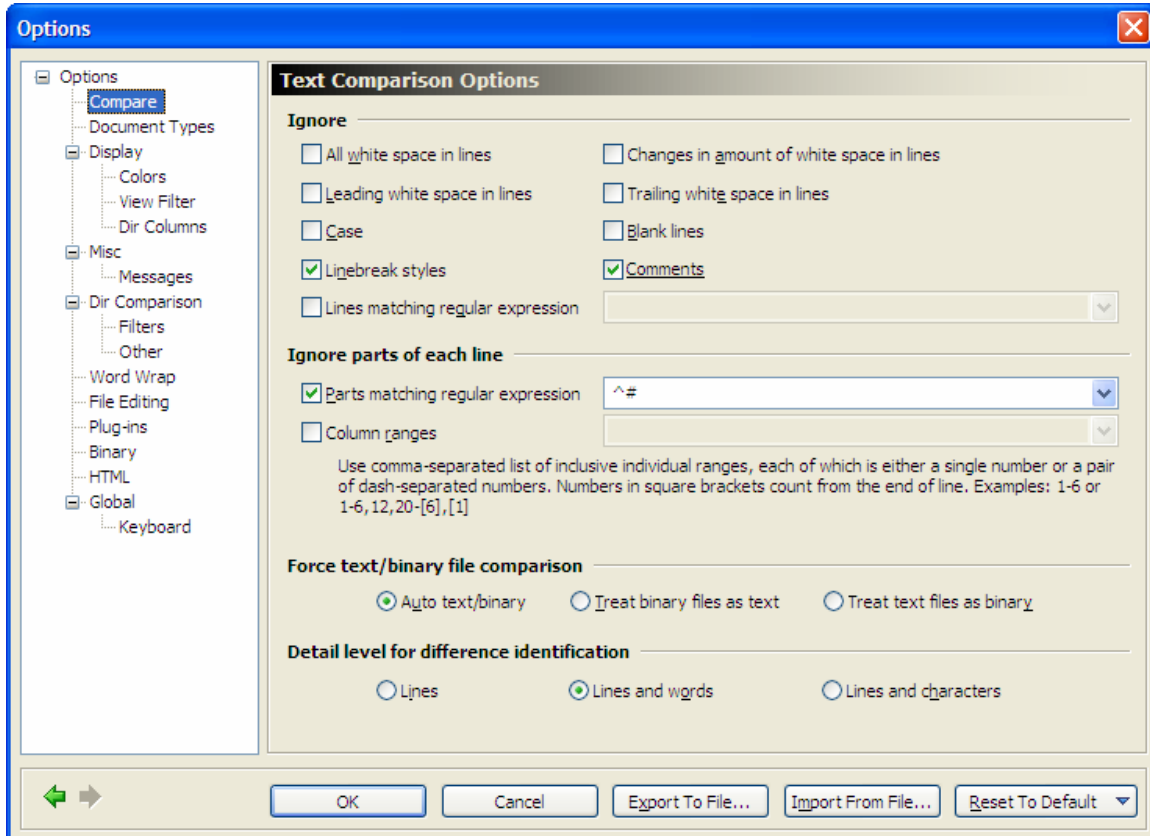 Options
Options
Compare
Document Types
Display
Colors
View Filter
Dir Columns
Misc
Messages
Dir Comparison
Filters
Other
Word Wrap
File Editing
Plug-ins
Binary
HTML
Global
Keyboard
Text Comparison Options
Ignore
All white space in lines
Changes in amount of white space in lines
Leading white space in lines
Trailing white space in lines
Case
Blank lines
Linebreak styles
Comments
Lines matching regular expression
Ignore parts of each line
Parts matching regular expression
^#
Column ranges
Use comma-separated list of inclusive individual ranges, each of which is either a single number or a pair
of dash-separated numbers. Numbers in square brackets count from the end of line. Examples: 1-6 or
1-6,12,20-[6],[1]
Force text/binary file comparison
Auto text/binary
Treat binary files as text
Treat text files as binary
Detail level for difference identification
Lines
Lines and words
Lines and characters
OK
Cancel
Export To File...
Import From File...
Reset To Default